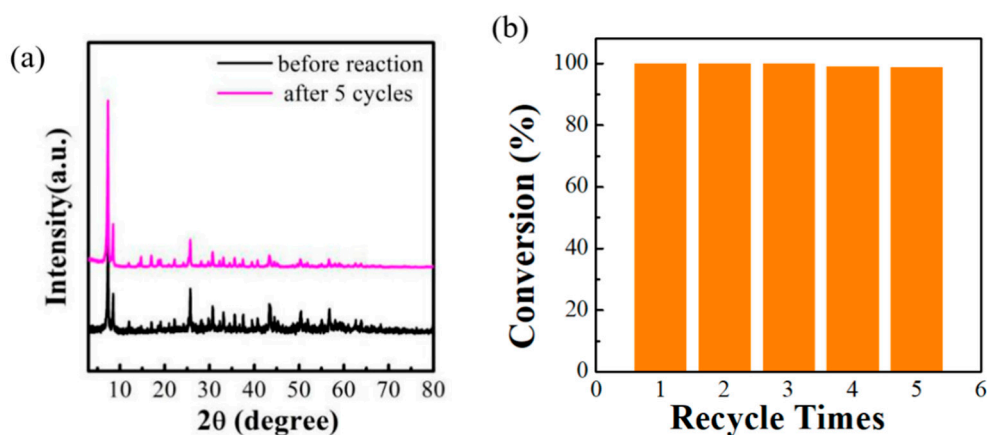 (a)
before reaction
after 5 cycles
Intensity(a.u.)
10 20 30 40 50 60 70 80
2θ (degree)
(b)
100
80
60
40
20
0
Conversion (%)
0 1 2 3 4 5 6
Recycle Times